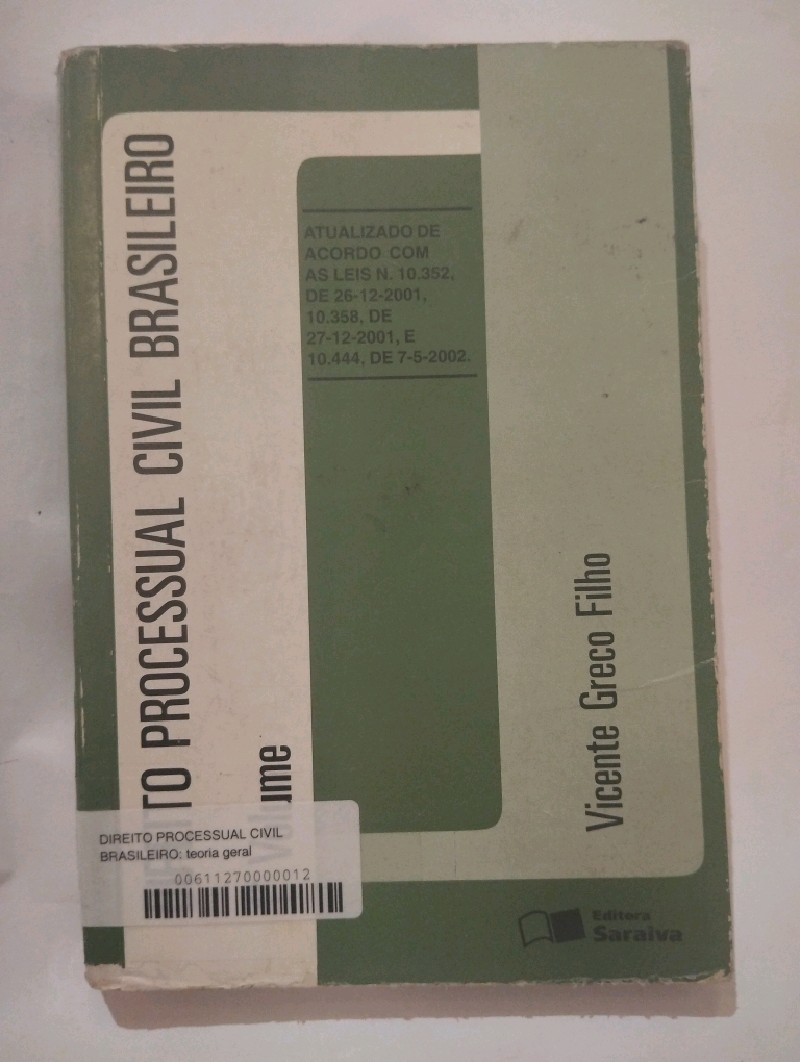 TO PROCESSUAL CIVIL BRASILEIRO
ume
ATUALIZADO DE
ACORDO COM
AS LEIS N. 10.352,
DE 26-12-2001,
10.358, DE
27-12-2001, E
10.444, DE 7-5-2002.
Vicente Greco Filho
DIREITO PROCESSUAL CIVIL
BRASILEIRO: teoria geral
00611270000012
Editora
Saraiva